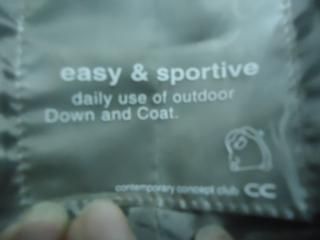 easy & sportive
daily use of outdoor
Down and Coat.
contemporary concept club CC